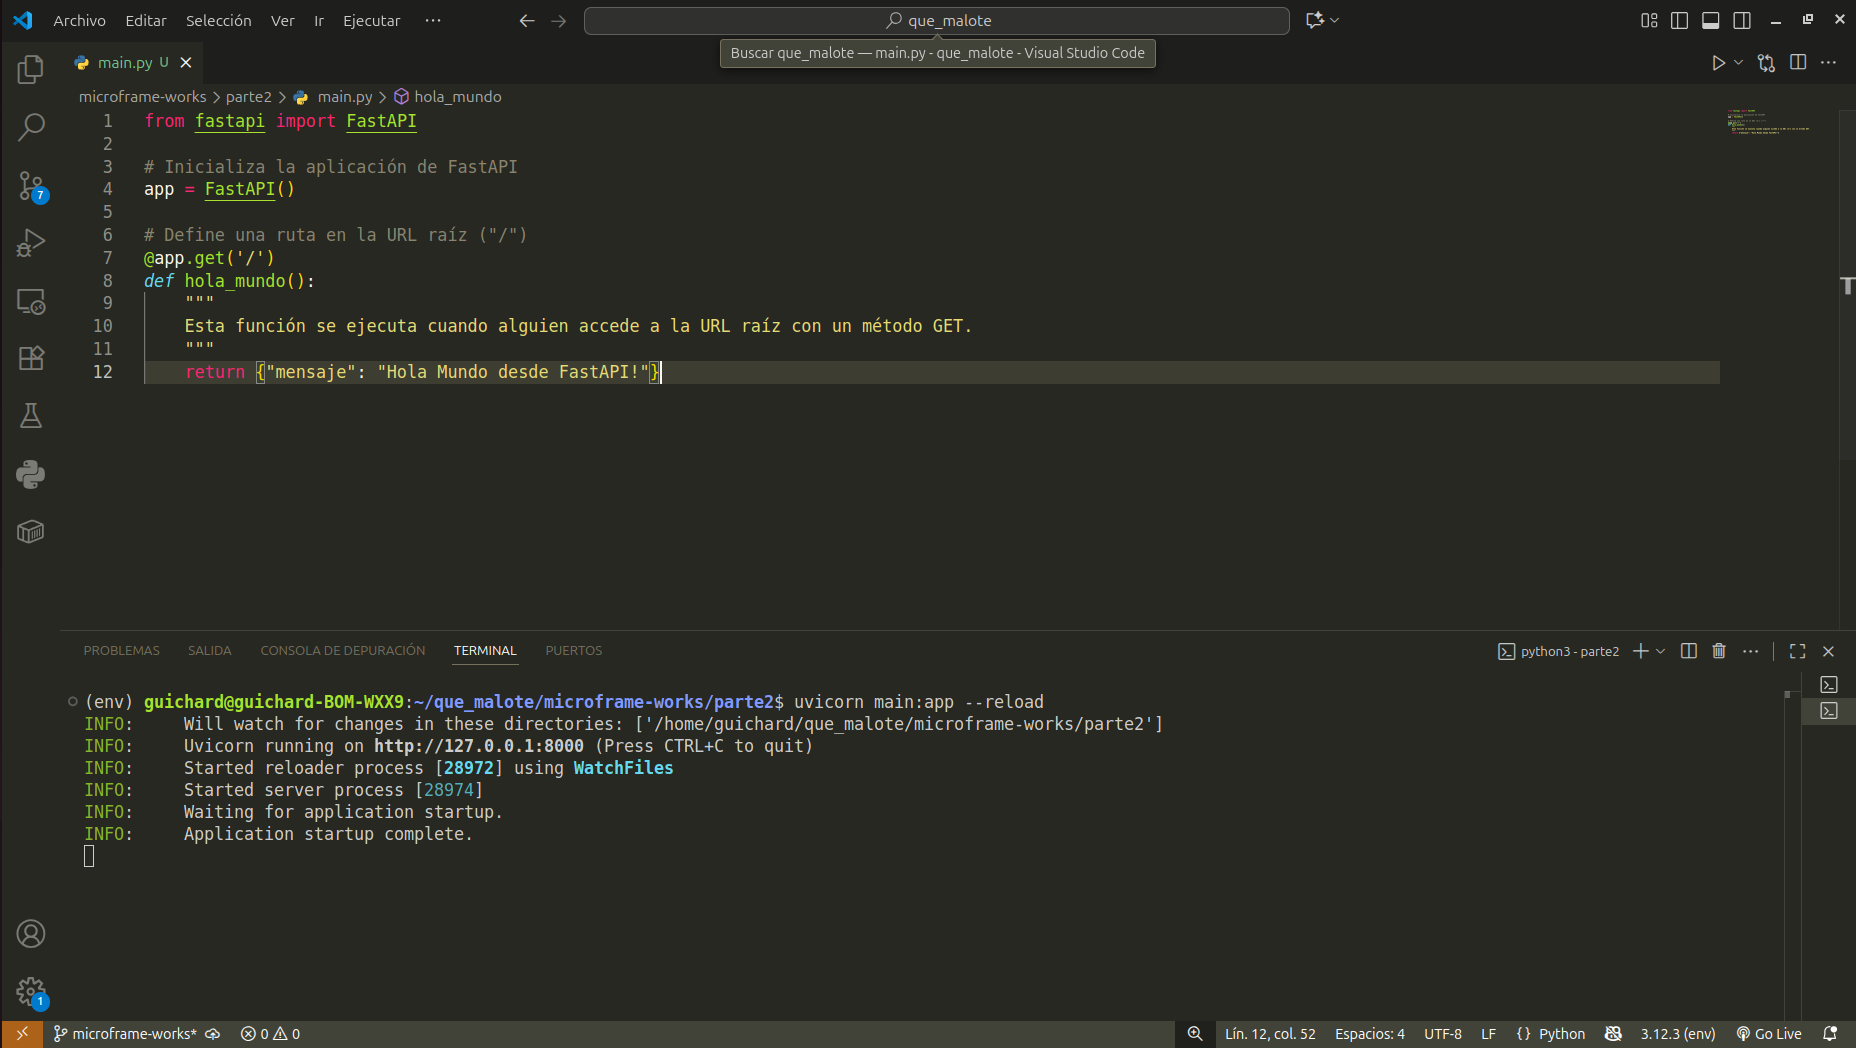 Archivo Editar Selección Ver Ir Ejecutar ··· que_malote
Buscar que_malote — main.py - que_malote - Visual Studio Code
main.py U
microframe-works > parte2 > main.py > hola_mundo
1 from fastapi import FastAPI
2
3 # Inicializa la aplicación de FastAPI
4 app = FastAPI()
5
6 # Define una ruta en la URL raíz ("/")
7 @app.get('/')
8 def hola_mundo():
9 """
10 Esta función se ejecuta cuando alguien accede a la URL raíz con un método GET.
11 """
12 return {"mensaje": "Hola Mundo desde FastAPI!"}
7
PROBLEMAS SALIDA CONSOLA DE DEPURACIÓN TERMINAL PUERTOS python3 - parte2
(env) guichard@guichard-BOM-WXX9:~/que_malote/microframe-works/parte2$ uvicorn main:app --reload
INFO: Will watch for changes in these directories: ['/home/guichard/que_malote/microframe-works/parte2']
INFO: Uvicorn running on http://127.0.0.1:8000 (Press CTRL+C to quit)
INFO: Started reloader process [28972] using WatchFiles
INFO: Started server process [28974]
INFO: Waiting for application startup.
INFO: Application startup complete.
1
microframe-works* 0 0 Lín. 12, col. 52 Espacios: 4 UTF-8 LF {} Python 3.12.3 (env) Go Live